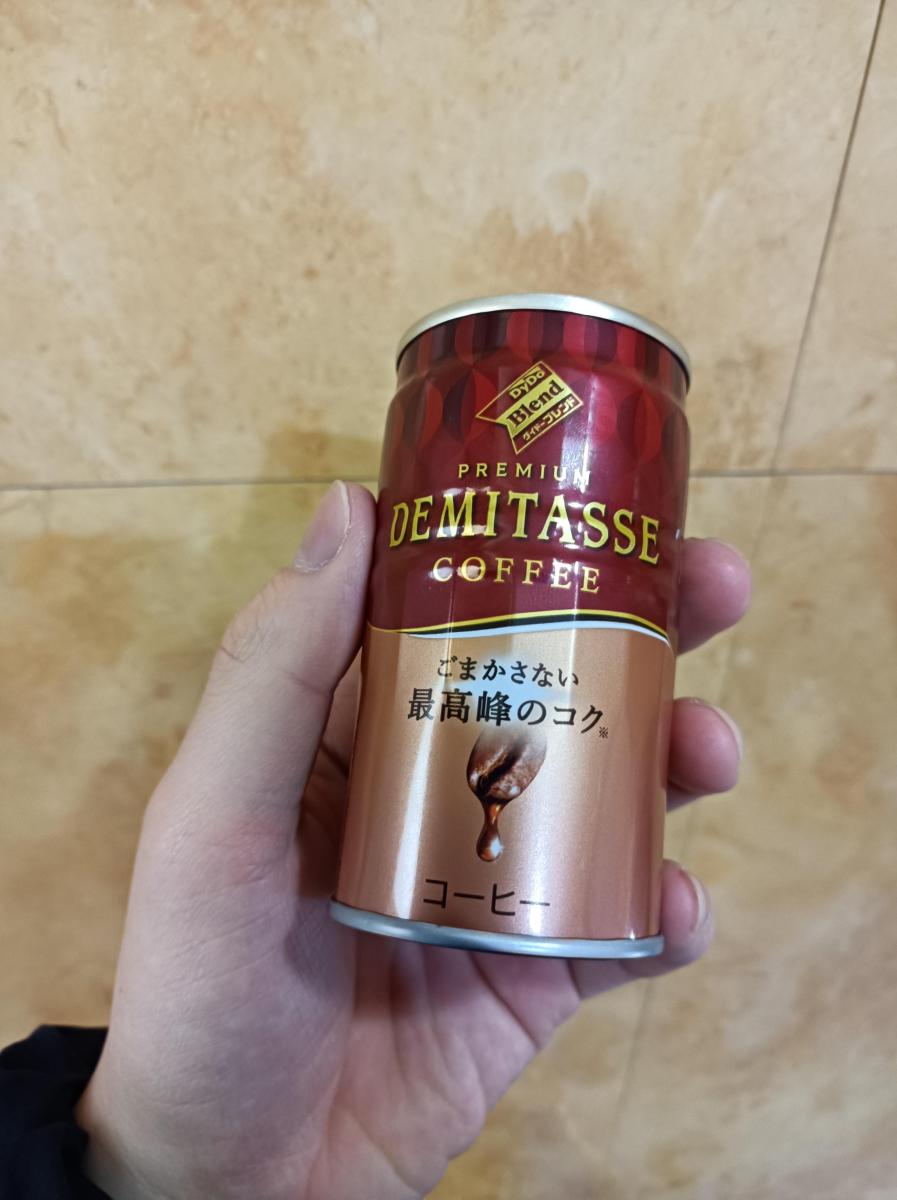 DyDo
Blend
ダイドーブレンド
PREMIUM
DEMITASSE
COFFEE
ごまかさない
最高峰のコク※
コーヒー